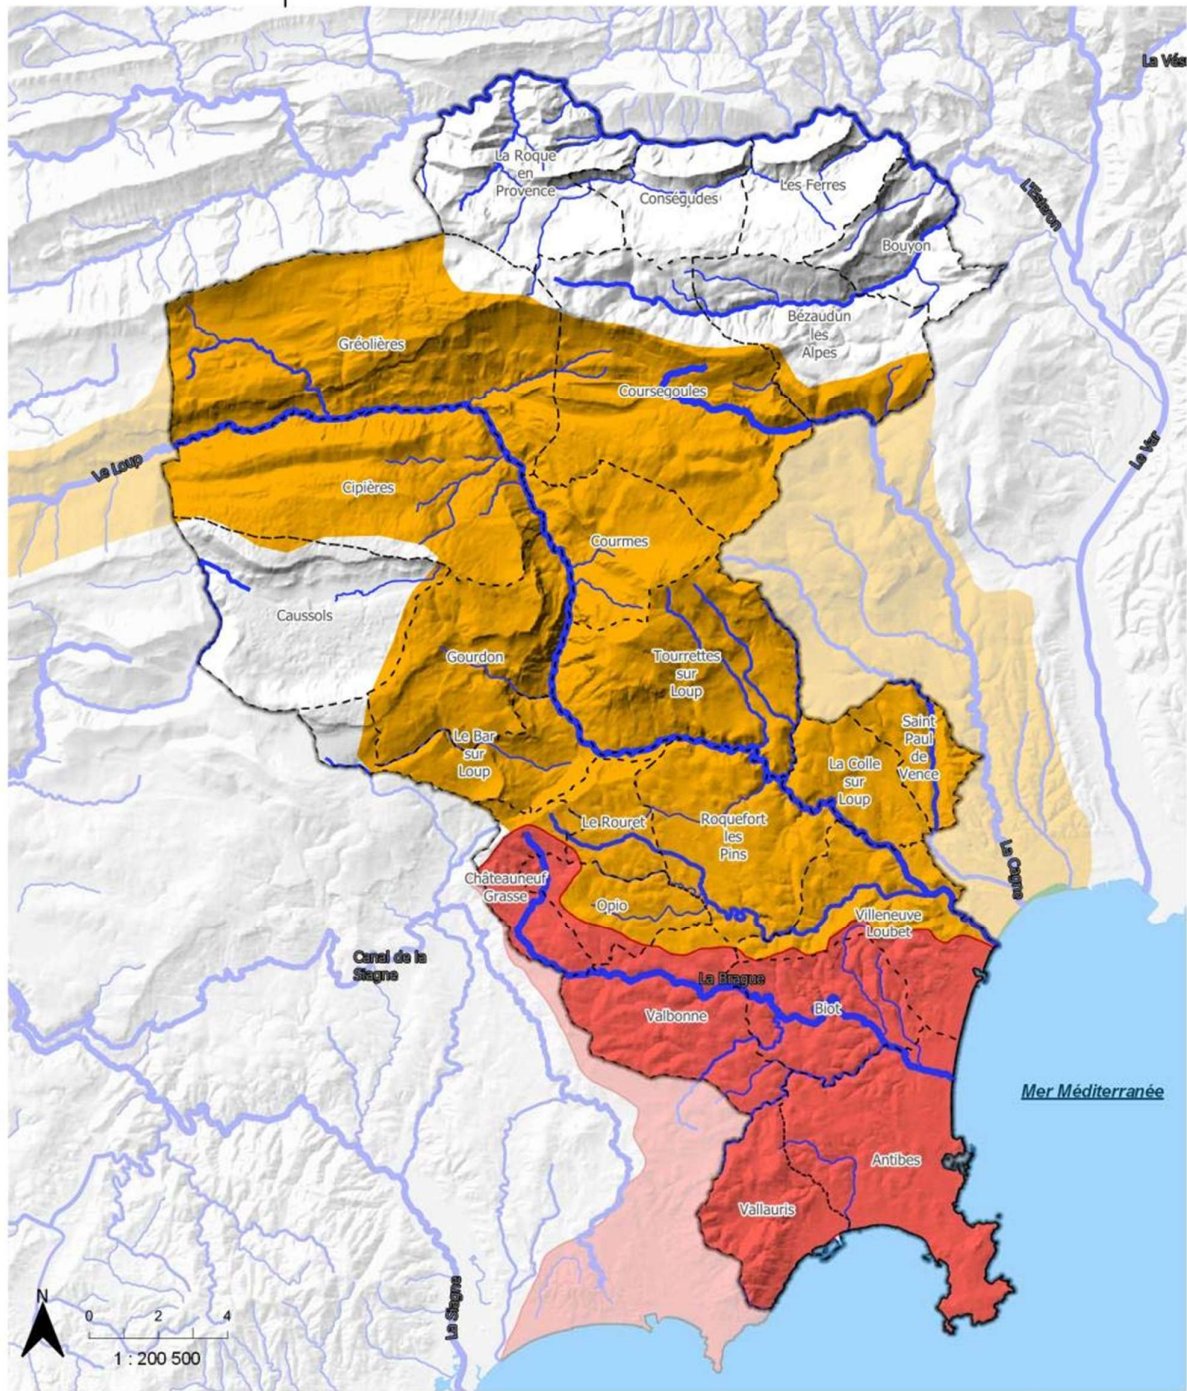 La Vés
La Roque
en
Provence
Conségudes
Les Ferres
L'Esteron
Bouyon
Bézaudun
les
Alpes
Gréolières
Coursegoules
Le Var
Le Loup
Cipières
Courmes
Caussols
Gourdon
Tourrettes
sur
Loup
Saint
Paul
de
Vence
Le Bar
sur
Loup
La Colle
sur
Loup
Le Rouret
Roquefort
les
Pins
La Cagne
Châteauneuf
Grasse
Opio
Villeneuve
Loubet
Canal de la
Siagne
La Brague
Valbonne
Biot
Mer Méditerranée
Antibes
Vallauris
La Siagne
N
0 2 4
1 : 200 500